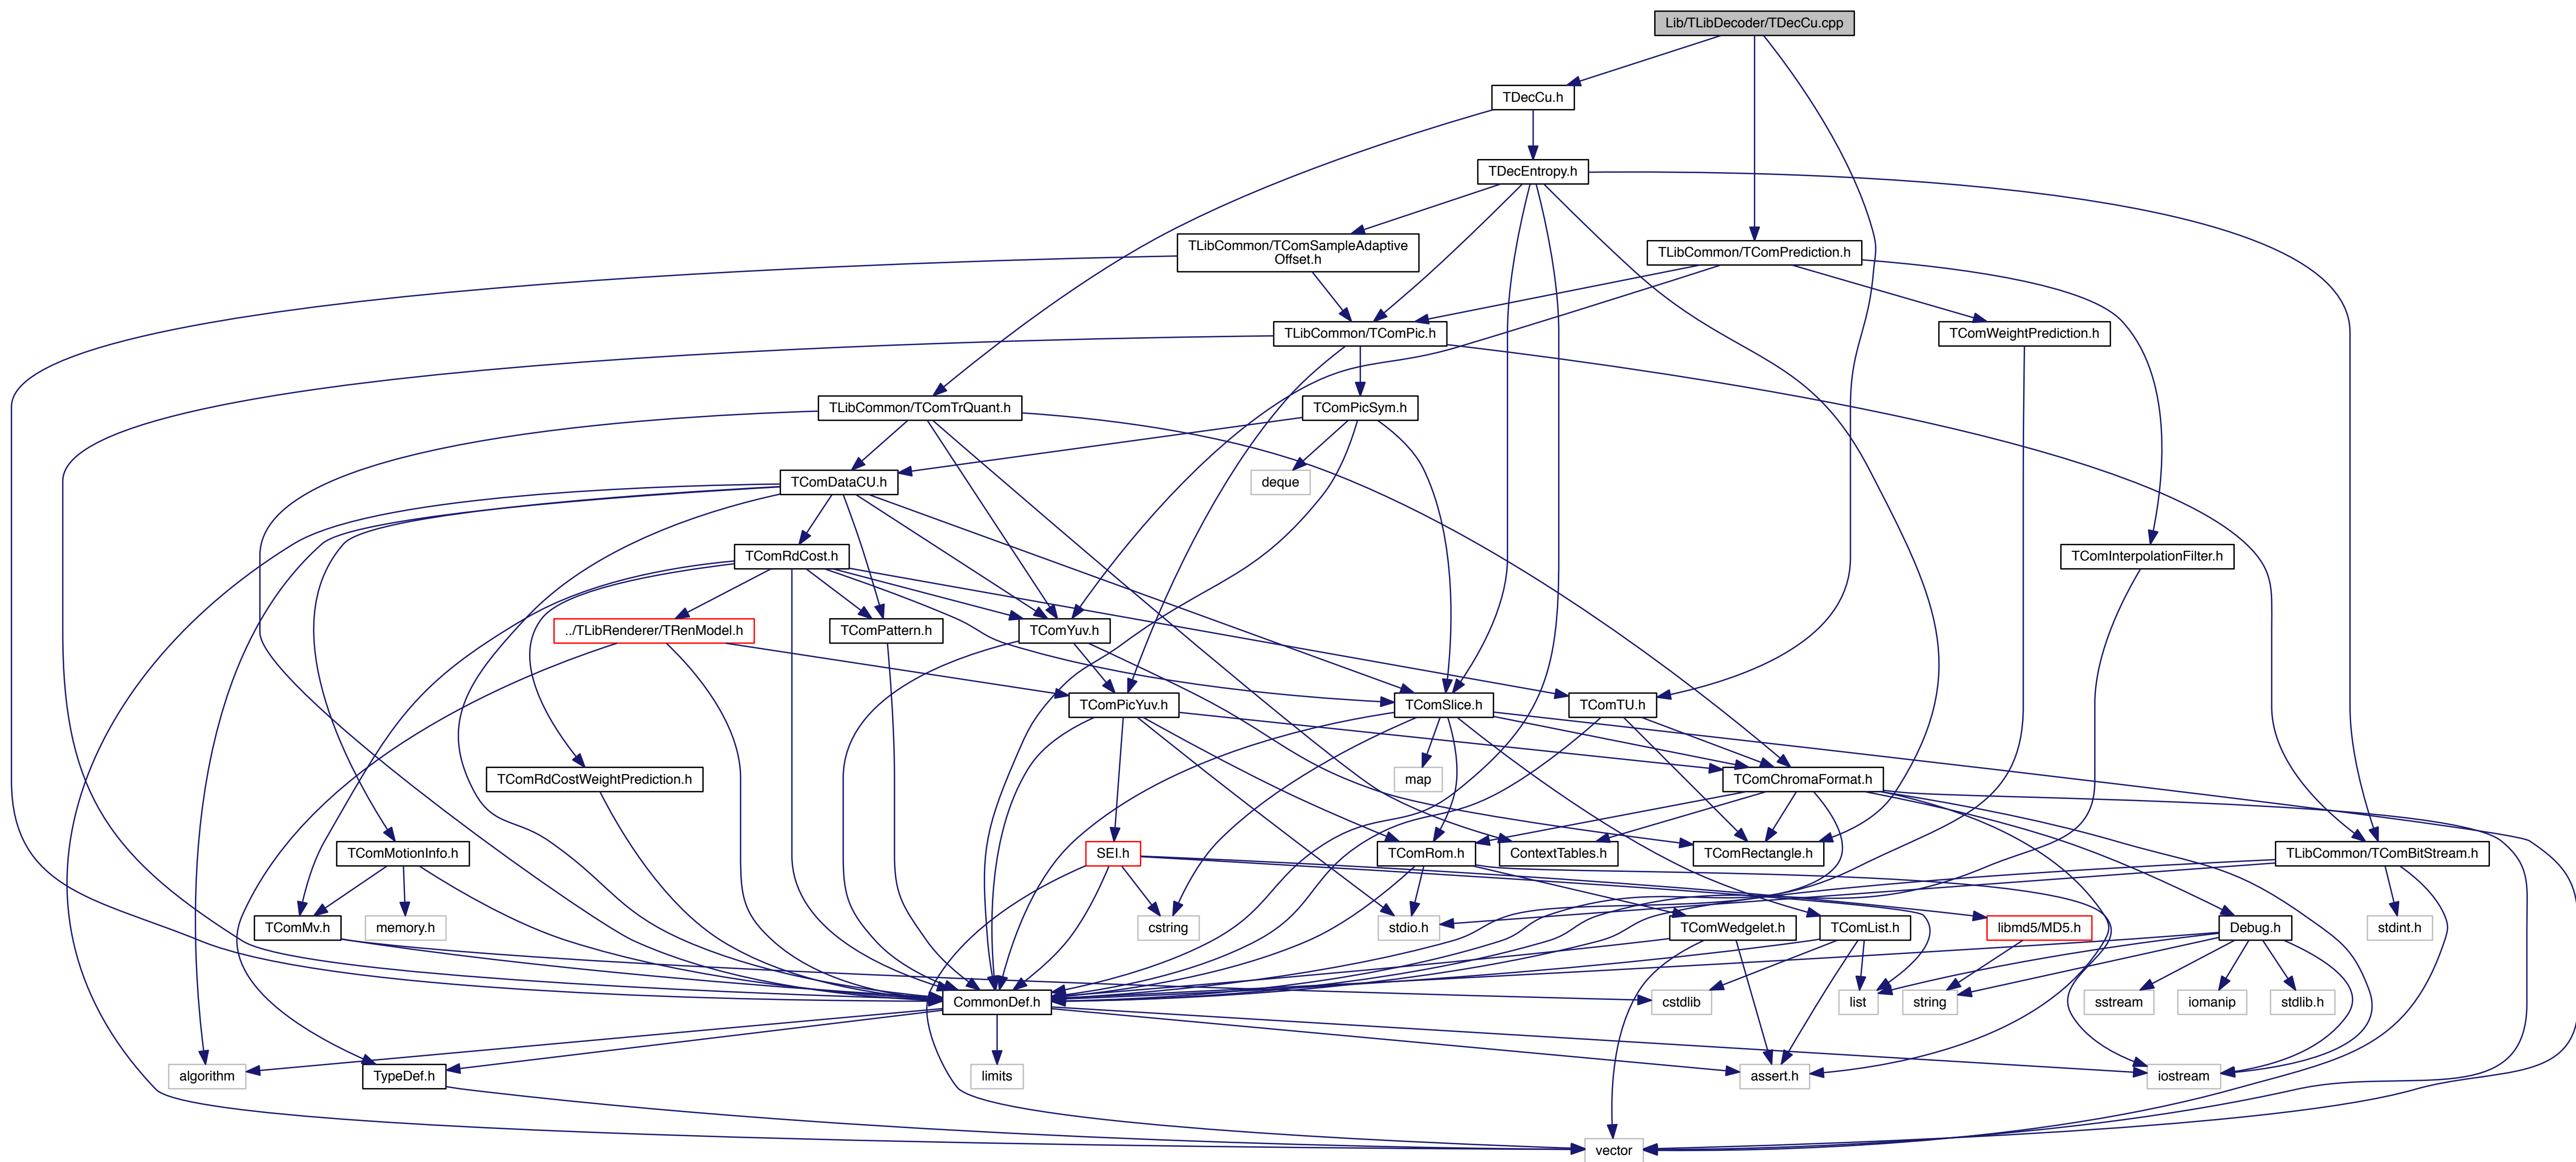 Lib/TLibDecoder/TDecCu.cpp
TDecCu.h
TDecEntropy.h
TLibCommon/TComSampleAdaptive
Offset.h
TLibCommon/TComPrediction.h
TLibCommon/TComPic.h
TComWeightPrediction.h
TLibCommon/TComTrQuant.h
TComPicSym.h
TComDataCU.h
deque
TComRdCost.h
TComInterpolationFilter.h
../TLibRenderer/TRenModel.h
TComPattern.h
TComYuv.h
TComPicYuv.h
TComSlice.h
TComTU.h
TComRdCostWeightPrediction.h
map
TComChromaFormat.h
TComMotionInfo.h
SEI.h
TComRom.h
ContextTables.h
TComRectangle.h
TLibCommon/TComBitStream.h
TComMv.h
memory.h
cstring
stdio.h
TComWedgelet.h
TComList.h
libmd5/MD5.h
Debug.h
stdint.h
CommonDef.h
cstdlib
list
string
sstream
iomanip
stdlib.h
algorithm
TypeDef.h
limits
assert.h
iostream
vector